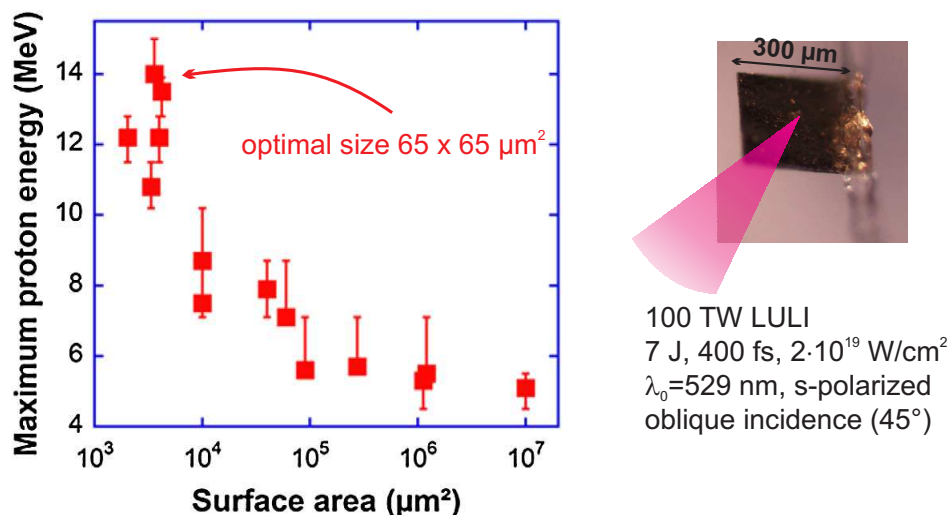 Maximum proton energy (MeV)
14
12
10
8
6
4
10³
10⁴
10⁵
10⁶
10⁷
Surface area (µm²)
optimal size 65 x 65 µm²
300 µm
100 TW LULI
7 J, 400 fs, 2·10¹⁹ W/cm²
λ₀=529 nm, s-polarized
oblique incidence (45°)